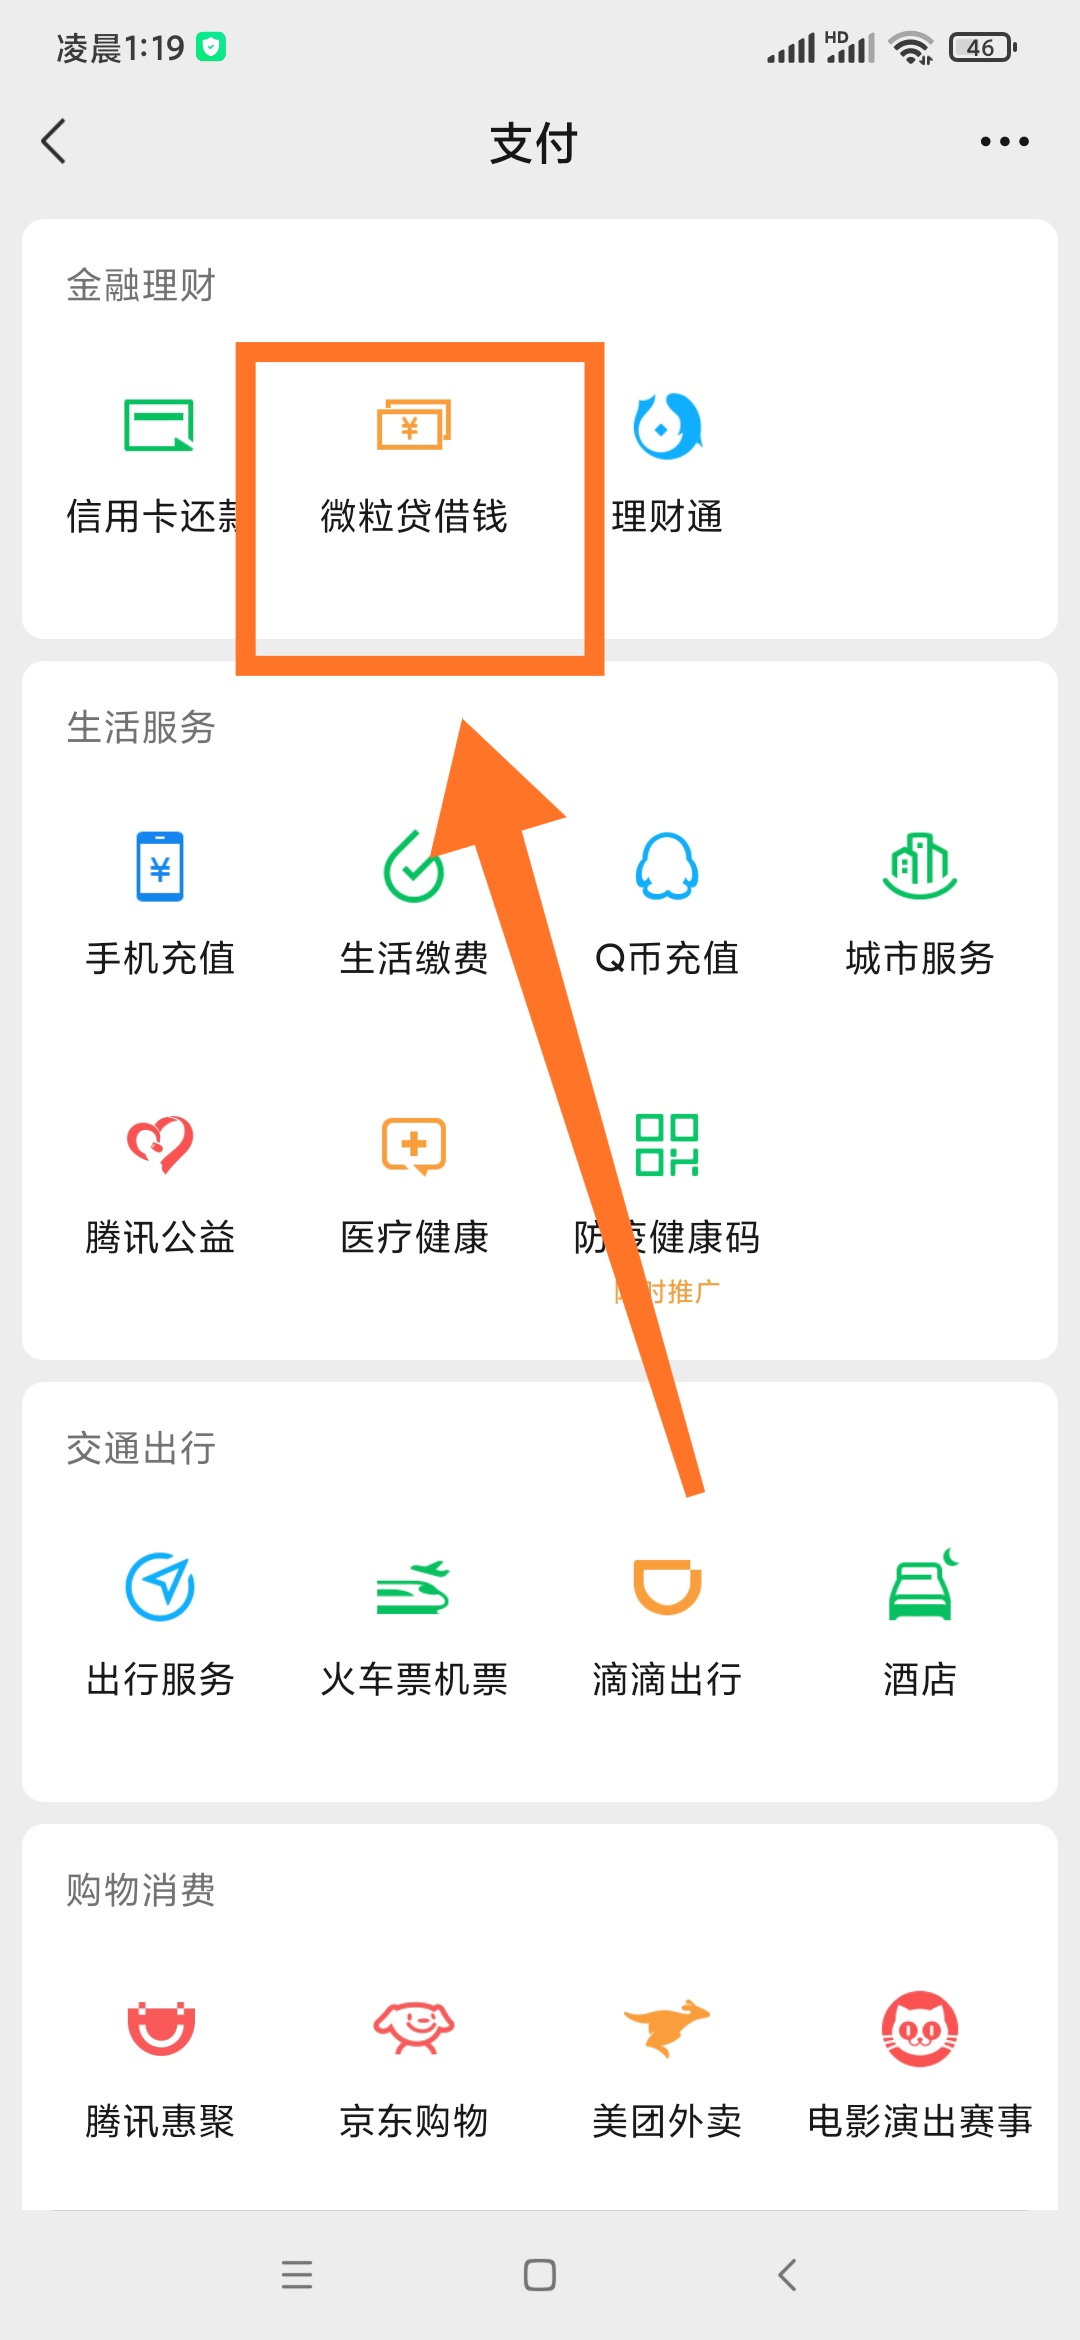 凌晨1:19
HD
46
支付
金融理财
¥
信用卡还款 微粒贷借钱 理财通
生活服务
¥
手机充值 生活缴费 Q币充值 城市服务
腾讯公益 医疗健康 防疫健康码
限时推广
交通出行
出行服务 火车票机票 滴滴出行 酒店
购物消费
腾讯惠聚 京东购物 美团外卖 电影演出赛事